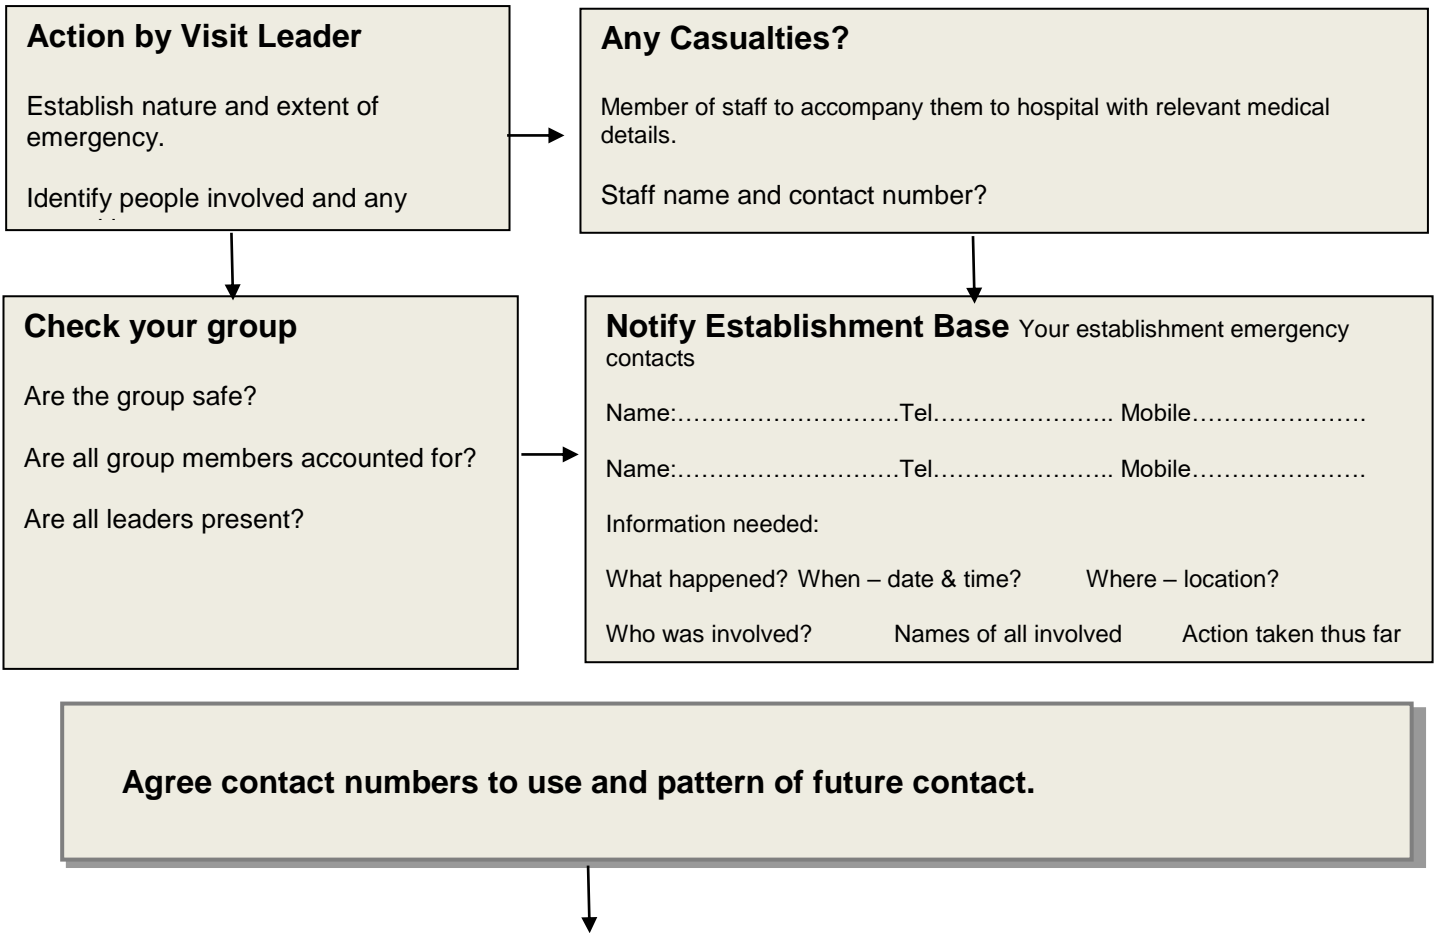 Action by Visit Leader
Establish nature and extent of
emergency.
Identify people involved and any
Any Casualties?
Member of staff to accompany them to hospital with relevant medical
details.
Staff name and contact number?
Check your group
Are the group safe?
Are all group members accounted for?
Are all leaders present?
Notify Establishment Base Your establishment emergency
contacts
Name:……………………….Tel………………….. Mobile………………….
Name:……………………….Tel………………….. Mobile………………….
Information needed:
What happened? When – date & time? Where – location?
Who was involved? Names of all involved Action taken thus far
Agree contact numbers to use and pattern of future contact.